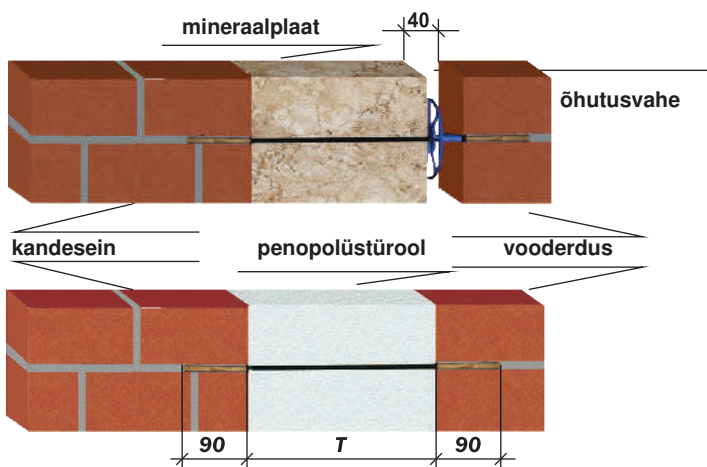 mineraalplaat
40
õhutusvahe
kandesein
penopolüstürool
vooderdus
90
T
90